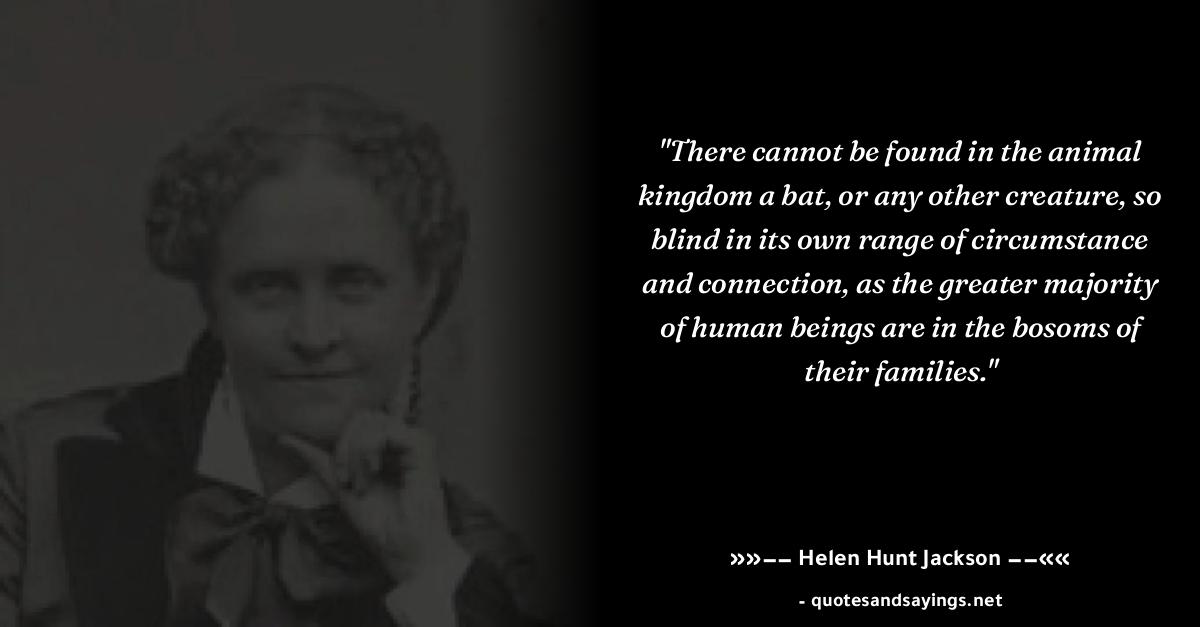 "There cannot be found in the animal
kingdom a bat, or any other creature, so
blind in its own range of circumstance
and connection, as the greater majority
of human beings are in the bosoms of
their families."
»»−− Helen Hunt Jackson −−««
- quotesandsayings.net